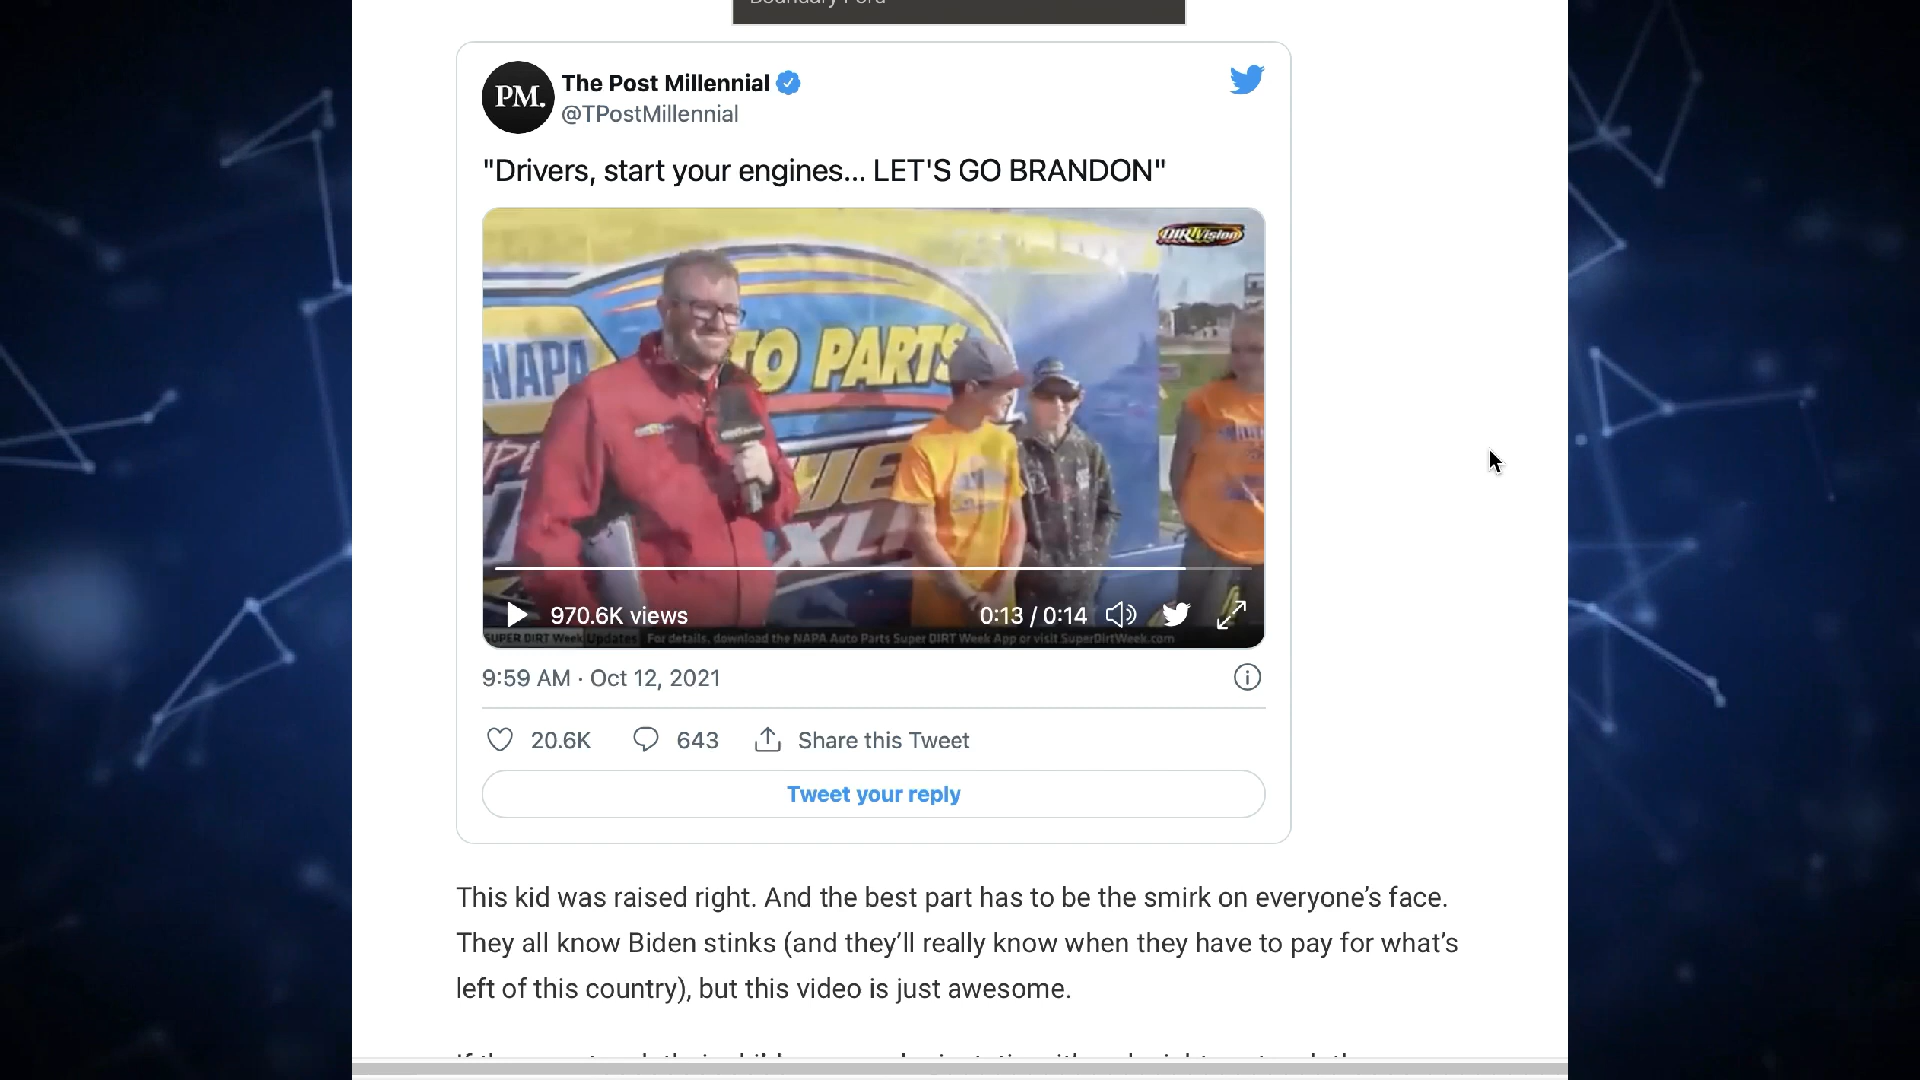 PM.
The Post Millennial
@TPostMillennial
"Drivers, start your engines... LET'S GO BRANDON"
DIRTVision
NAPA
TO PARTS
970.6K views
0:13 / 0:14
SUPER DIRT Week Updates For details, download the NAPA Auto Parts Super DIRT Week App or visit SuperDirtWeek.com
9:59 AM · Oct 12, 2021
20.6K 643 Share this Tweet
Tweet your reply
This kid was raised right. And the best part has to be the smirk on everyone’s face.
They all know Biden stinks (and they’ll really know when they have to pay for what’s
left of this country), but this video is just awesome.